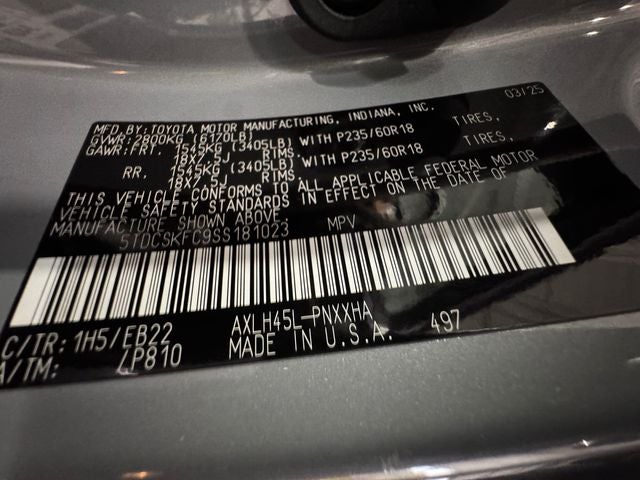 MFD.BY:TOYOTA MOTOR MANUFACTURING, INDIANA, INC. 03/25
GVWR:2800KG (6170LB)
GAWR:FRT. 1545KG (3405LB) WITH P235/60R18 TIRES,
18X7.5J RIMS
RR. 1545KG (3405LB) WITH P235/60R18 TIRES,
18X7.5J RIMS
THIS VEHICLE CONFORMS TO ALL APPLICABLE FEDERAL MOTOR
VEHICLE SAFETY STANDARDS IN EFFECT ON THE DATE OF
MANUFACTURE SHOWN ABOVE.
5TDCSKFC9SS181023 MPV
C/TR: 1H5/EB22 AXLH45L-PNXXHA
A/TM: P810 MADE IN U.S.A. 497